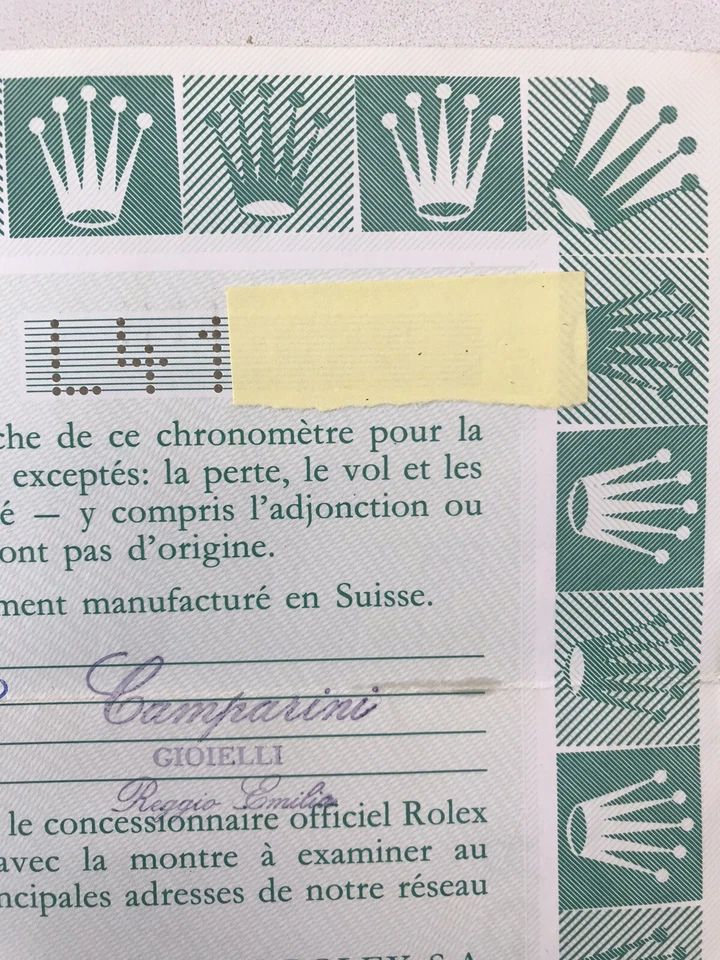 L41
che de ce chronomètre pour la
exceptés: la perte, le vol et les
é — y compris l'adjonction ou
ont pas d'origine.
ment manufacturé en Suisse.
Camparini
GIOIELLI
Reggio Emilia
le concessionnaire officiel Rolex
avec la montre à examiner au
ncipales adresses de notre réseau
ROLEX S.A.